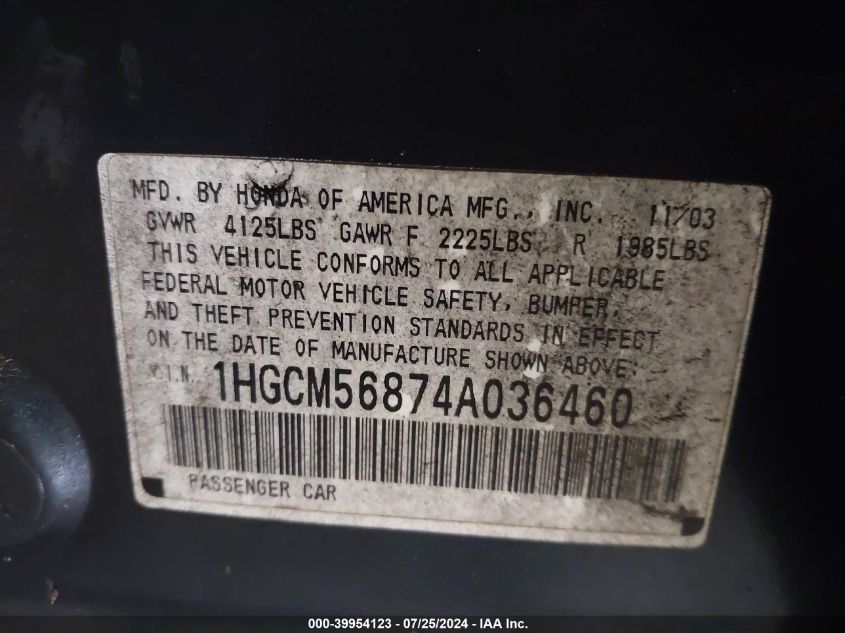 MFD. BY HONDA OF AMERICA MFG., INC. 11/03
GVWR 4125LBS GAWR F 2225LBS R 1985LBS
THIS VEHICLE CONFORMS TO ALL APPLICABLE
FEDERAL MOTOR VEHICLE SAFETY, BUMPER,
AND THEFT PREVENTION STANDARDS IN EFFECT
ON THE DATE OF MANUFACTURE SHOWN ABOVE.
V.I.N. 1HGCM56874A036460
PASSENGER CAR
000-39954123 - 07/25/2024 - IAA Inc.